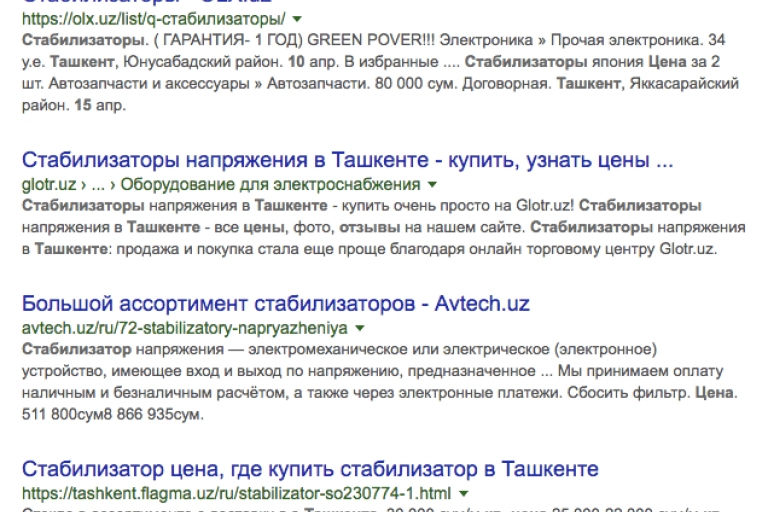 Стабилизаторы - OLX.uz
https://olx.uz/list/q-стабилизаторы/
Стабилизаторы. ( ГАРАНТИЯ- 1 ГОД) GREEN POVER!!! Электроника » Прочая электроника. 34
у.е. Ташкент, Юнусабадский район. 10 апр. В избранные .... Стабилизаторы япония Цена за 2
шт. Автозапчасти и аксессуары » Автозапчасти. 80 000 сум. Договорная. Ташкент, Яккасарайский
район. 15 апр.
Стабилизаторы напряжения в Ташкенте - купить, узнать цены ...
glotr.uz › ... › Оборудование для электроснабжения
Стабилизаторы напряжения в Ташкенте - купить очень просто на Glotr.uz! Стабилизаторы
напряжения в Ташкенте - все цены, фото, отзывы на нашем сайте. Стабилизаторы напряжения
в Ташкенте: продажа и покупка стала еще проще благодаря онлайн торговому центру Glotr.uz.
Большой ассортимент стабилизаторов - Avtech.uz
avtech.uz/ru/72-stabilizatory-napryazheniya
Стабилизатор напряжения — электромеханическое или электрическое (электронное)
устройство, имеющее вход и выход по напряжению, предназначенное ... Мы принимаем оплату
наличным и безналичным расчётом, а также через электронные платежи. Сбросить фильтр. Цена.
511 800сум8 866 935сум.
Стабилизатор цена, где купить стабилизатор в Ташкенте
https://tashkent.flagma.uz/ru/stabilizator-so230774-1.html